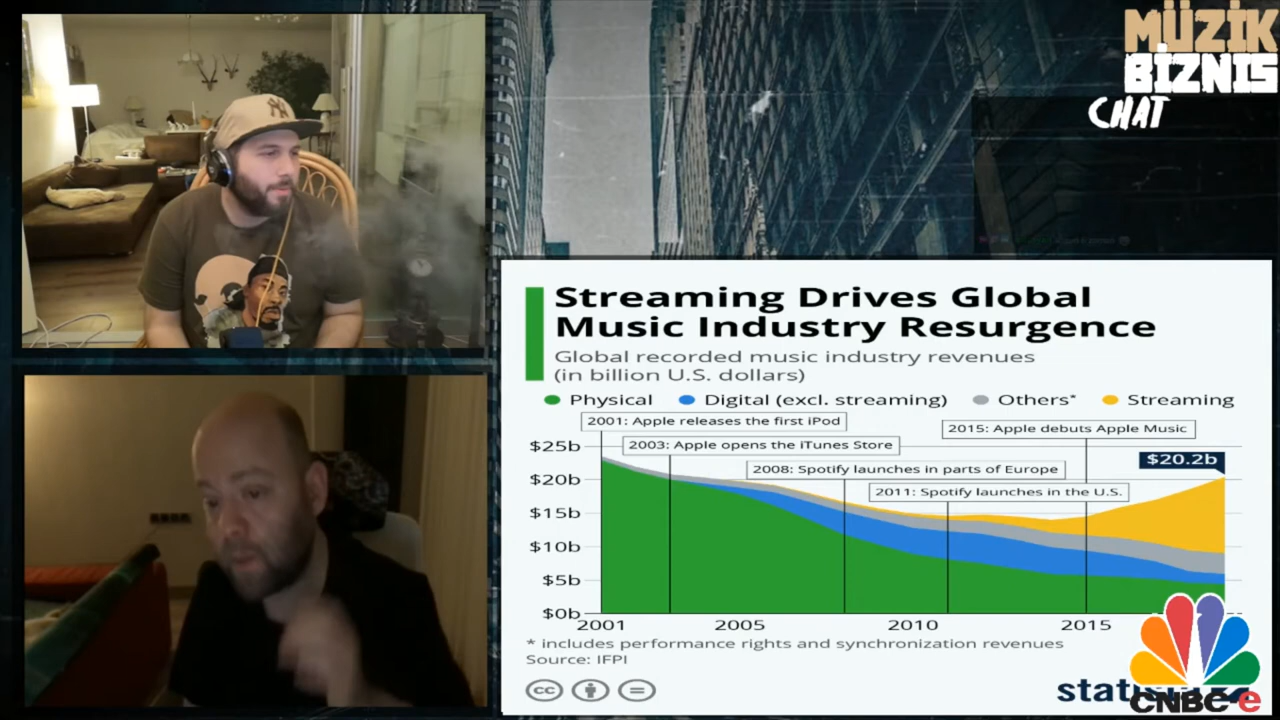 MÜZİK
BİZNIS
CHAT
NY
Streaming Drives Global
Music Industry Resurgence
Global recorded music industry revenues
(in billion U.S. dollars)
Physical Digital (excl. streaming) Others* Streaming
2001: Apple releases the first iPod
2015: Apple debuts Apple Music
2003: Apple opens the iTunes Store
$25b
$20.2b
2008: Spotify launches in parts of Europe
$20b
2011: Spotify launches in the U.S.
$15b
$10b
$5b
$0b
2001 2005 2010 2015
* includes performance rights and synchronization revenues
Source: IFPI
cc =
CNBC-e